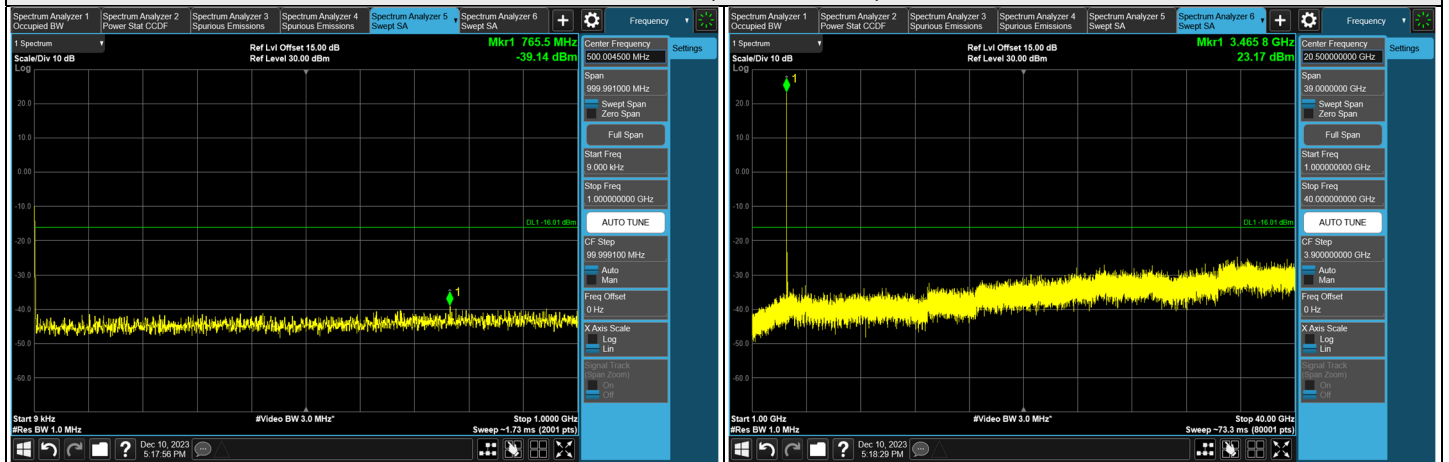 Spectrum Analyzer 1
Occupied BW
Spectrum Analyzer 2
Power Stat CCDF
Spectrum Analyzer 3
Spurious Emissions
Spectrum Analyzer 4
Spurious Emissions
Spectrum Analyzer 5
Swept SA
Spectrum Analyzer 6
Swept SA
Frequency
1 Spectrum
Scale/Div 10 dB
Log
Ref Lvl Offset 15.00 dB
Ref Level 30.00 dBm
Mkr1 765.5 MHz
-39.14 dBm
1
20.0
10.0
0.00
-10.0
-20.0
-30.0
-40.0
-50.0
-60.0
DL1 -16.01 dBm
Start 9 kHz
#Res BW 1.0 MHz
#Video BW 3.0 MHz*
Stop 1.0000 GHz
Sweep ~1.73 ms (2001 pts)
Center Frequency
500.004500 MHz
Settings
Span
999.991000 MHz
Swept Span
Zero Span
Full Span
Start Freq
9.000 kHz
Stop Freq
1.000000000 GHz
AUTO TUNE
CF Step
99.999100 MHz
Auto
Man
Freq Offset
0 Hz
X Axis Scale
Log
Lin
Signal Track
(Span Zoom)
On
Off
?
Dec 10, 2023
5:17:56 PM
Spectrum Analyzer 1
Occupied BW
Spectrum Analyzer 2
Power Stat CCDF
Spectrum Analyzer 3
Spurious Emissions
Spectrum Analyzer 4
Spurious Emissions
Spectrum Analyzer 5
Swept SA
Spectrum Analyzer 6
Swept SA
Frequency
1 Spectrum
Scale/Div 10 dB
Log
Ref Lvl Offset 15.00 dB
Ref Level 30.00 dBm
Mkr1 3.465 8 GHz
23.17 dBm
1
20.0
10.0
0.00
-10.0
-20.0
-30.0
-40.0
-50.0
-60.0
DL1 -16.01 dBm
Start 1.00 GHz
#Res BW 1.0 MHz
#Video BW 3.0 MHz*
Stop 40.00 GHz
Sweep ~73.3 ms (80001 pts)
Center Frequency
20.500000000 GHz
Settings
Span
39.0000000 GHz
Swept Span
Zero Span
Full Span
Start Freq
1.000000000 GHz
Stop Freq
40.000000000 GHz
AUTO TUNE
CF Step
3.900000000 GHz
Auto
Man
Freq Offset
0 Hz
X Axis Scale
Log
Lin
Signal Track
(Span Zoom)
On
Off
?
Dec 10, 2023
5:18:29 PM